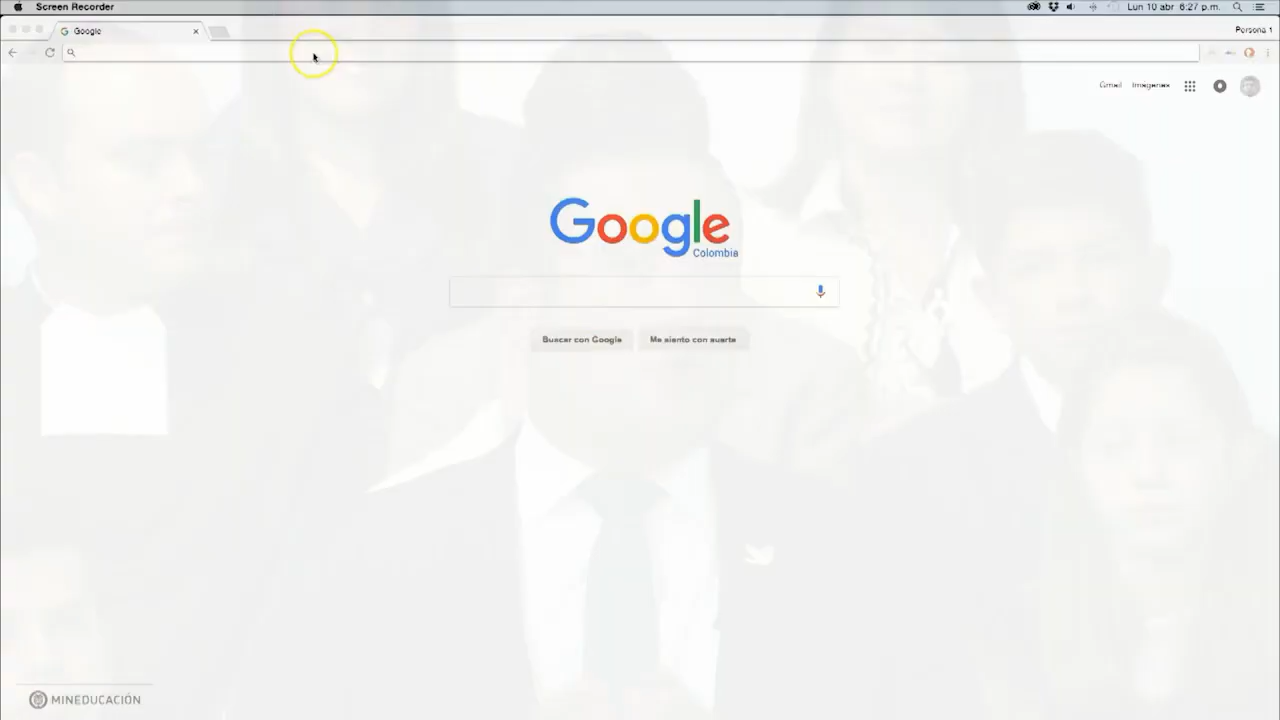 Screen Recorder
Lun 10 abr 6:27 p.m.
Google
Persona 1
Gmail Imágenes
Google
Colombia
Buscar con Google
Me siento con suerte
MINEDUCACIÓN